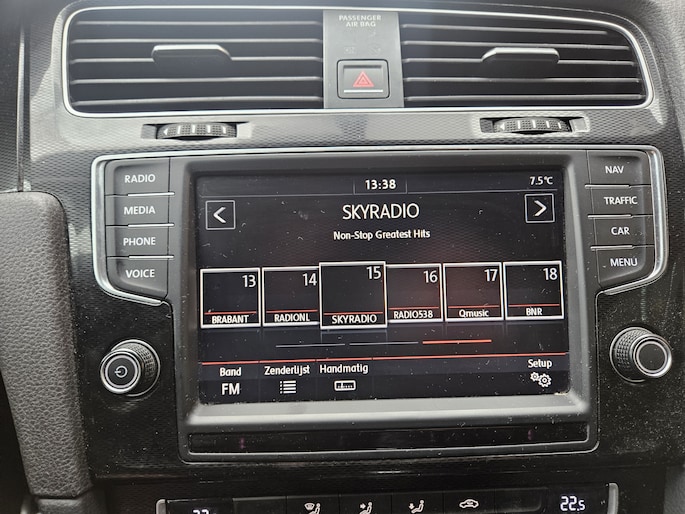 PASSENGER
AIR BAG
RADIO
MEDIA
PHONE
VOICE
NAV
TRAFFIC
CAR
MENU
13:38
7.5°C
<
SKYRADIO
>
Non-Stop Greatest Hits
13
14
15
16
17
18
BRABANT
RADIONL
SKYRADIO
RADIO538
Qmusic
BNR
Band
Zenderlijst
Handmatig
Setup
FM
22.5